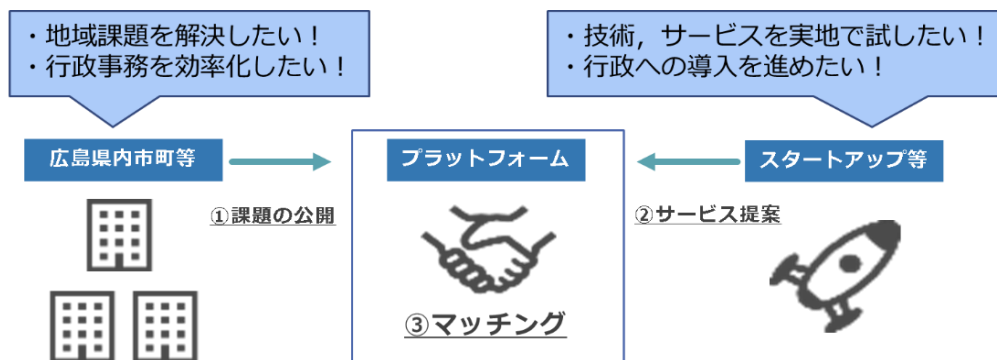 ・地域課題を解決したい！
・行政事務を効率化したい！
・技術，サービスを実地で試したい！
・行政への導入を進めたい！
広島県内市町等
プラットフォーム
スタートアップ等
①課題の公開
②サービス提案
③マッチング